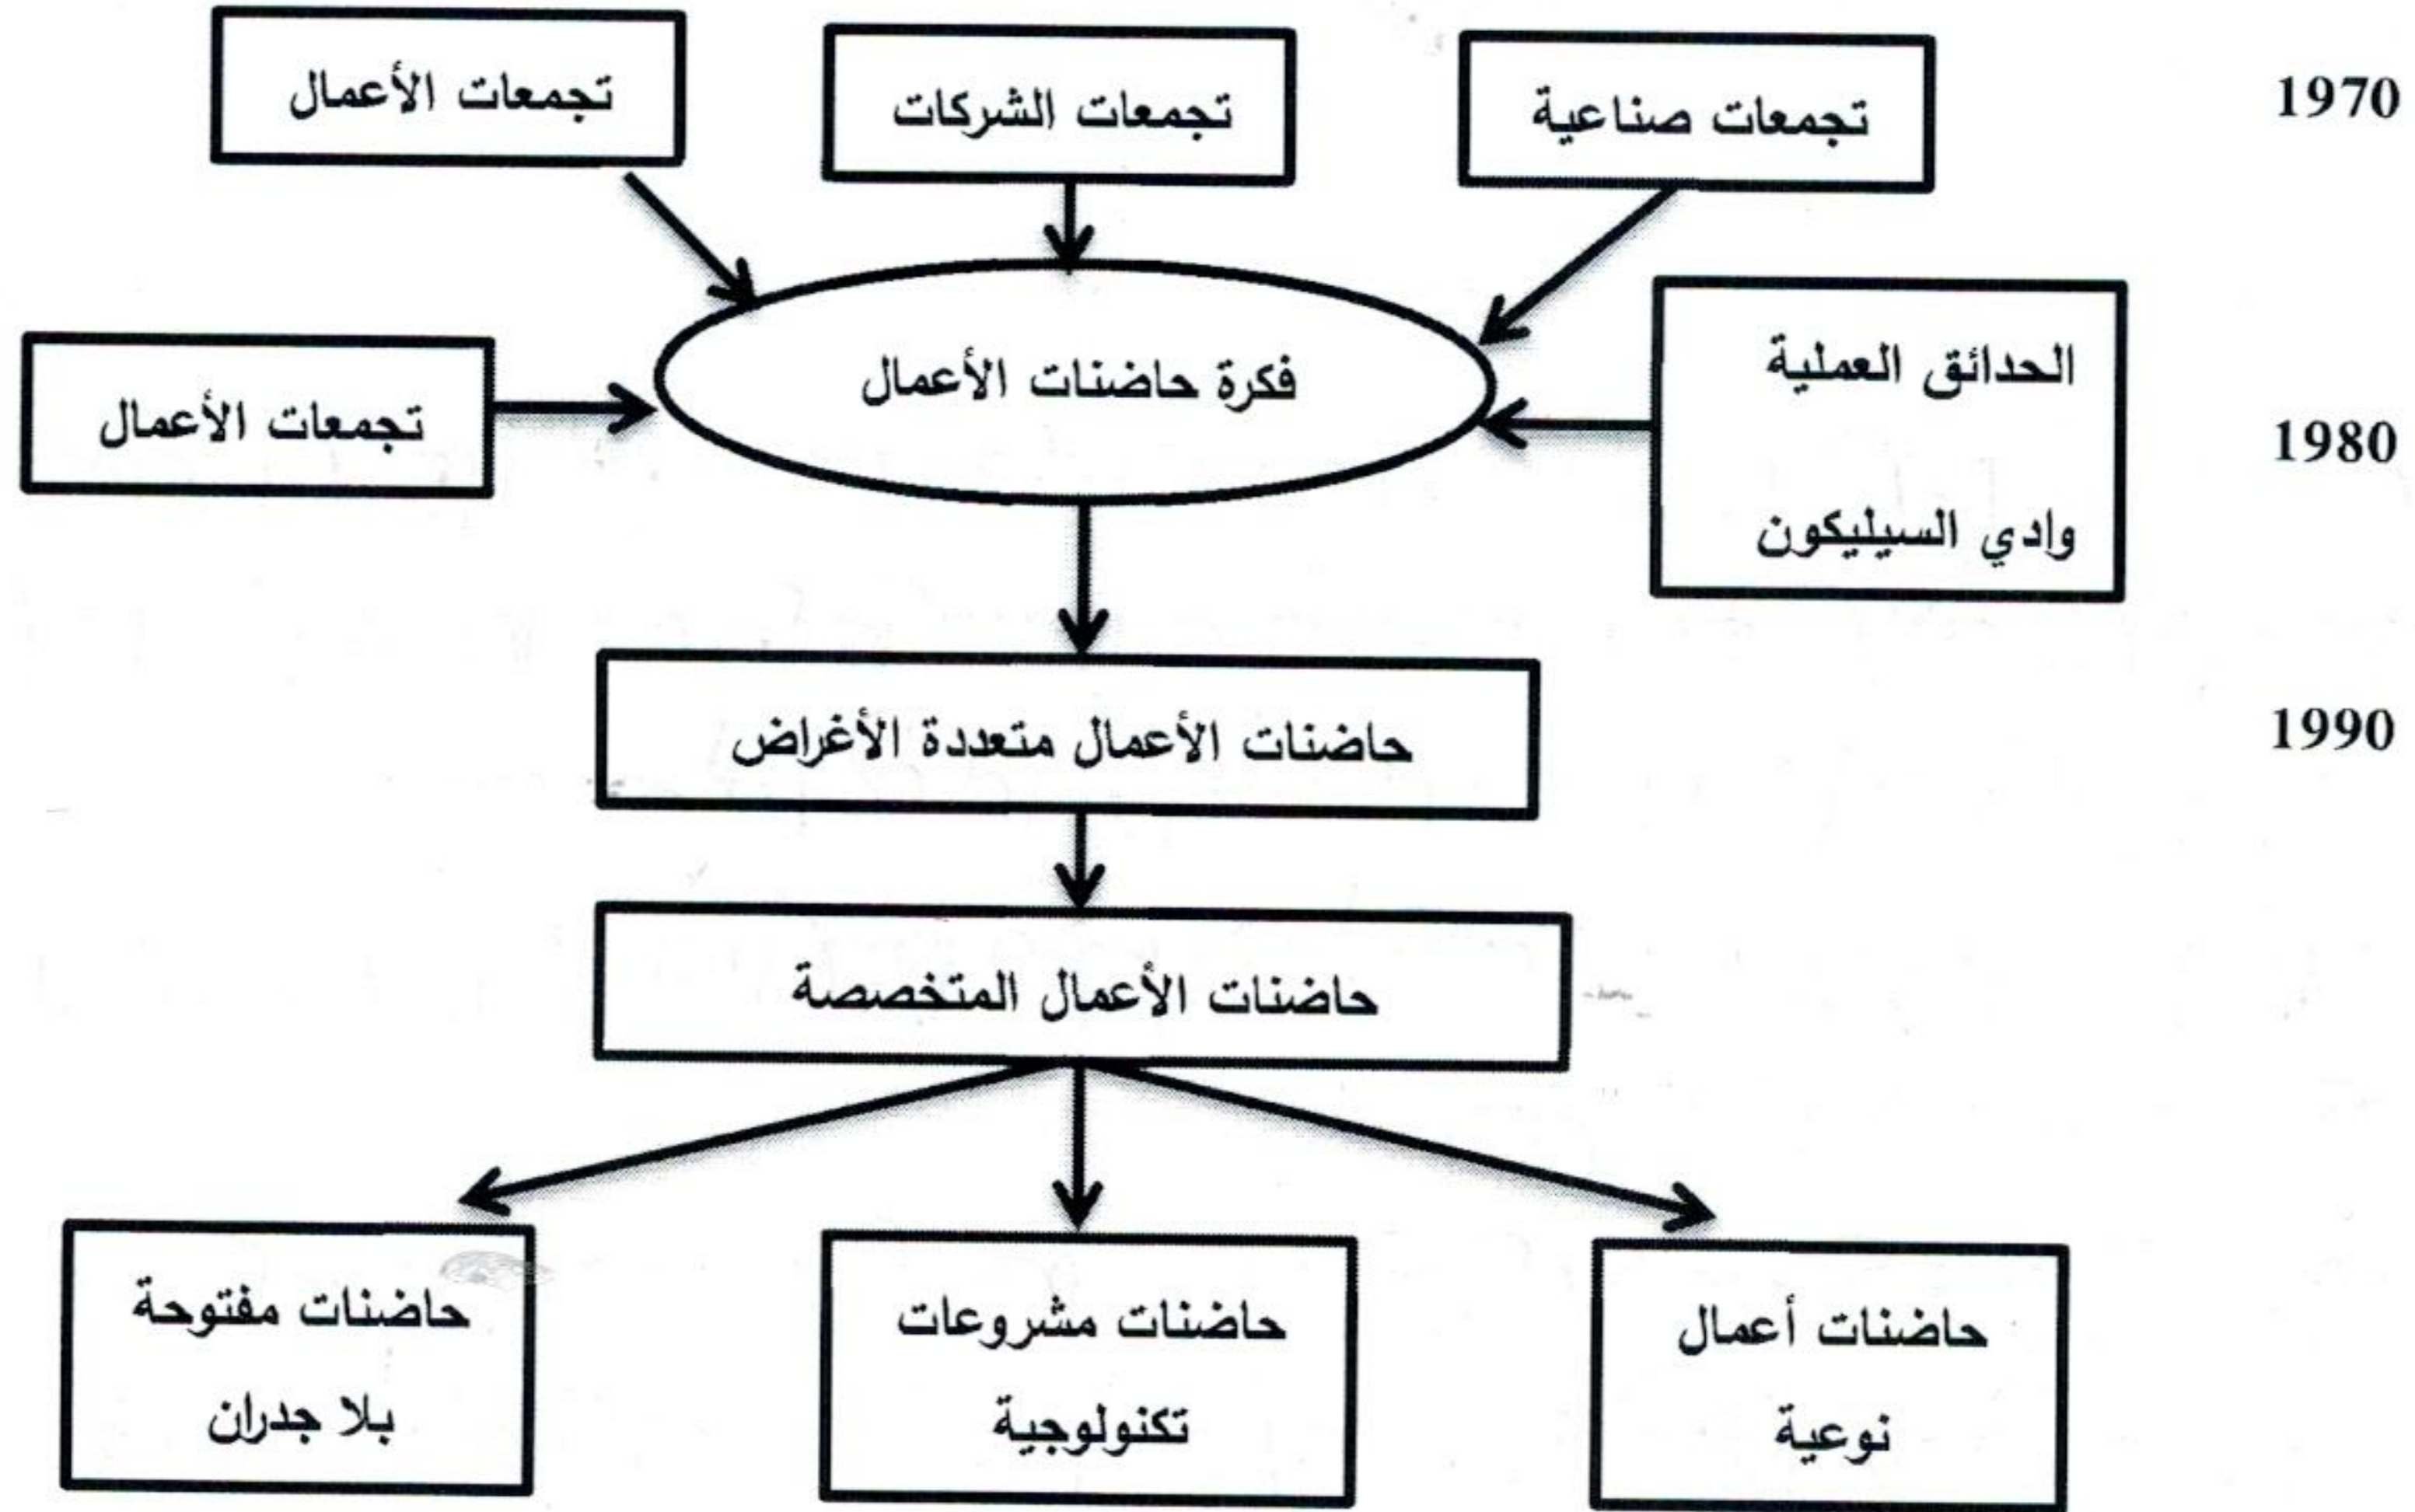 1970
تجمعات صناعية
تجمعات الشركات
تجمعات الأعمال
1980
الحدائق العملية
وادي السيليكون
فكرة حاضنات الأعمال
تجمعات الأعمال
1990
حاضنات الأعمال متعددة الأغراض
حاضنات الأعمال المتخصصة
حاضنات أعمال
نوعية
حاضنات مشروعات
تكنولوجية
حاضنات مفتوحة
بلا جدران